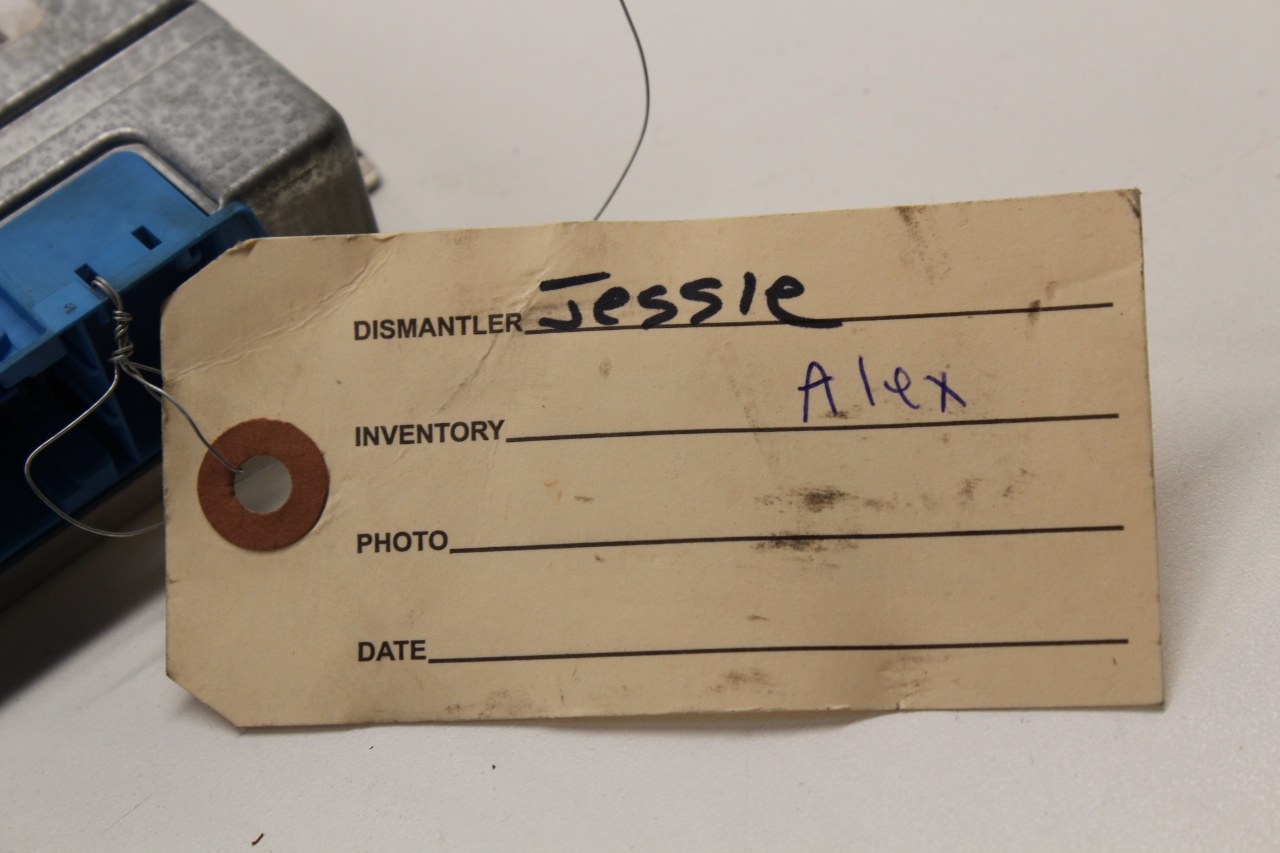 DISMANTLER Jessie
INVENTORY Alex
PHOTO
DATE